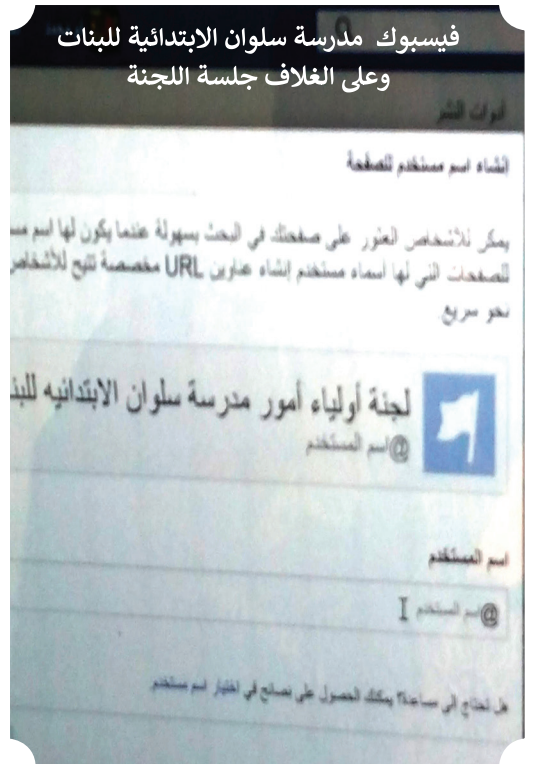 فيسبوك مدرسة سلوان الابتدائية للبنات
وعلى الغلاف جلسة اللجنة
أدوات النشر
إنشاء اسم مستخدم للصفحة
يمكن للأشخاص العثور على صفحتك في البحث بسهولة عندما يكون لها اسم
للصفحات التي لها أسماء مستخدم إنشاء عناوين URL مخصصة تتيح للأشخاص
نحو سريع
لجنة أولياء أمور مدرسة سلوان الابتدائيه
@اسم المستخدم
اسم المستخدم
@اسم المستخدم
هل تحتاج إلى مساعدة؟ يمكنك الحصول على نصائح في اختيار اسم مستخدم.